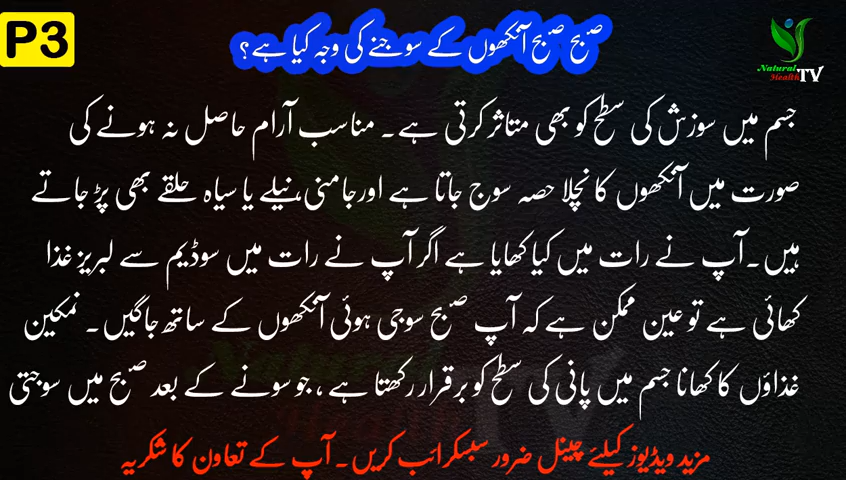 P3
صبح صبح آنکھوں کے سوجنے کی وجہ کیا ہے؟
Natural
Health TV
جسم میں سوزش کی سطح کو بھی متاثر کرتی ہے۔ مناسب آرام حاصل نہ ہونے کی
صورت میں آنکھوں کا نچلا حصہ سوج جاتا ہے اور جامنی، نیلے یا سیاہ حلقے بھی پڑ جاتے
ہیں۔ آپ نے رات میں کیا کھایا ہے اگر آپ نے رات میں سوڈیم سے لبریز غذا
کھائی ہے تو عین ممکن ہے کہ آپ صبح سوجی ہوئی آنکھوں کے ساتھ جاگیں۔ نمکین
غذاؤں کا کھانا جسم میں پانی کی سطح کو برقرار رکھتا ہے، جو سونے کے بعد صبح میں سوجتی
مزید ویڈیوز کیلئے چینل ضرور سبسکرائب کریں۔ آپ کے تعاون کا شکریہ